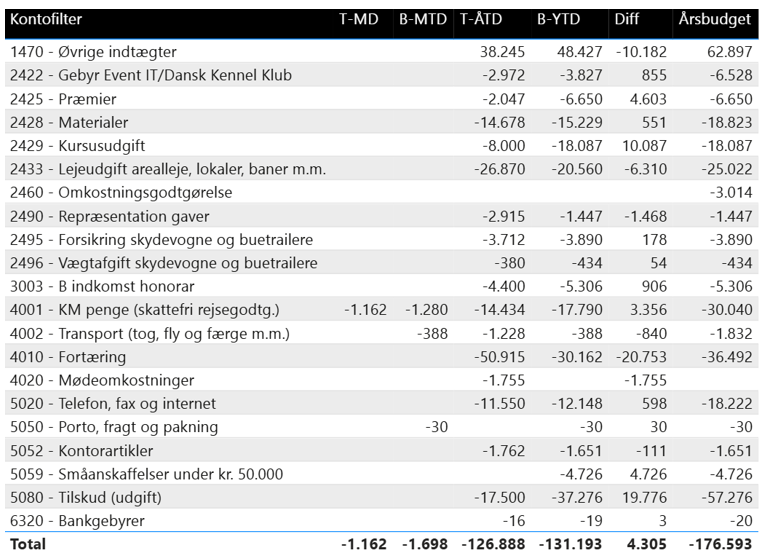 Kontofilter T-MD B-MTD T-ÅTD B-YTD Diff Årsbudget
1470 - Øvrige indtægter 38.245 48.427 -10.182 62.897
2422 - Gebyr Event IT/Dansk Kennel Klub -2.972 -3.827 855 -6.528
2425 - Præmier -2.047 -6.650 4.603 -6.650
2428 - Materialer -14.678 -15.229 551 -18.823
2429 - Kursusudgift -8.000 -18.087 10.087 -18.087
2433 - Lejeudgift arealleje, lokaler, baner m.m. -26.870 -20.560 -6.310 -25.022
2460 - Omkostningsgodtgørelse -3.014
2490 - Repræsentation gaver -2.915 -1.447 -1.468 -1.447
2495 - Forsikring skydevogne og buetrailere -3.712 -3.890 178 -3.890
2496 - Vægtafgift skydevogne og buetrailere -380 -434 54 -434
3003 - B indkomst honorar -4.400 -5.306 906 -5.306
4001 - KM penge (skattefri rejsegodtg.) -1.162 -1.280 -14.434 -17.790 3.356 -30.040
4002 - Transport (tog, fly og færge m.m.) -388 -1.228 -388 -840 -1.832
4010 - Fortæring -50.915 -30.162 -20.753 -36.492
4020 - Mødeomkostninger -1.755 -1.755
5020 - Telefon, fax og internet -11.550 -12.148 598 -18.222
5050 - Porto, fragt og pakning -30 -30 30 -30
5052 - Kontorartikler -1.762 -1.651 -111 -1.651
5059 - Småanskaffelser under kr. 50.000 -4.726 4.726 -4.726
5080 - Tilskud (udgift) -17.500 -37.276 19.776 -57.276
6320 - Bankgebyrer -16 -19 3 -20
Total -1.162 -1.698 -126.888 -131.193 4.305 -176.593